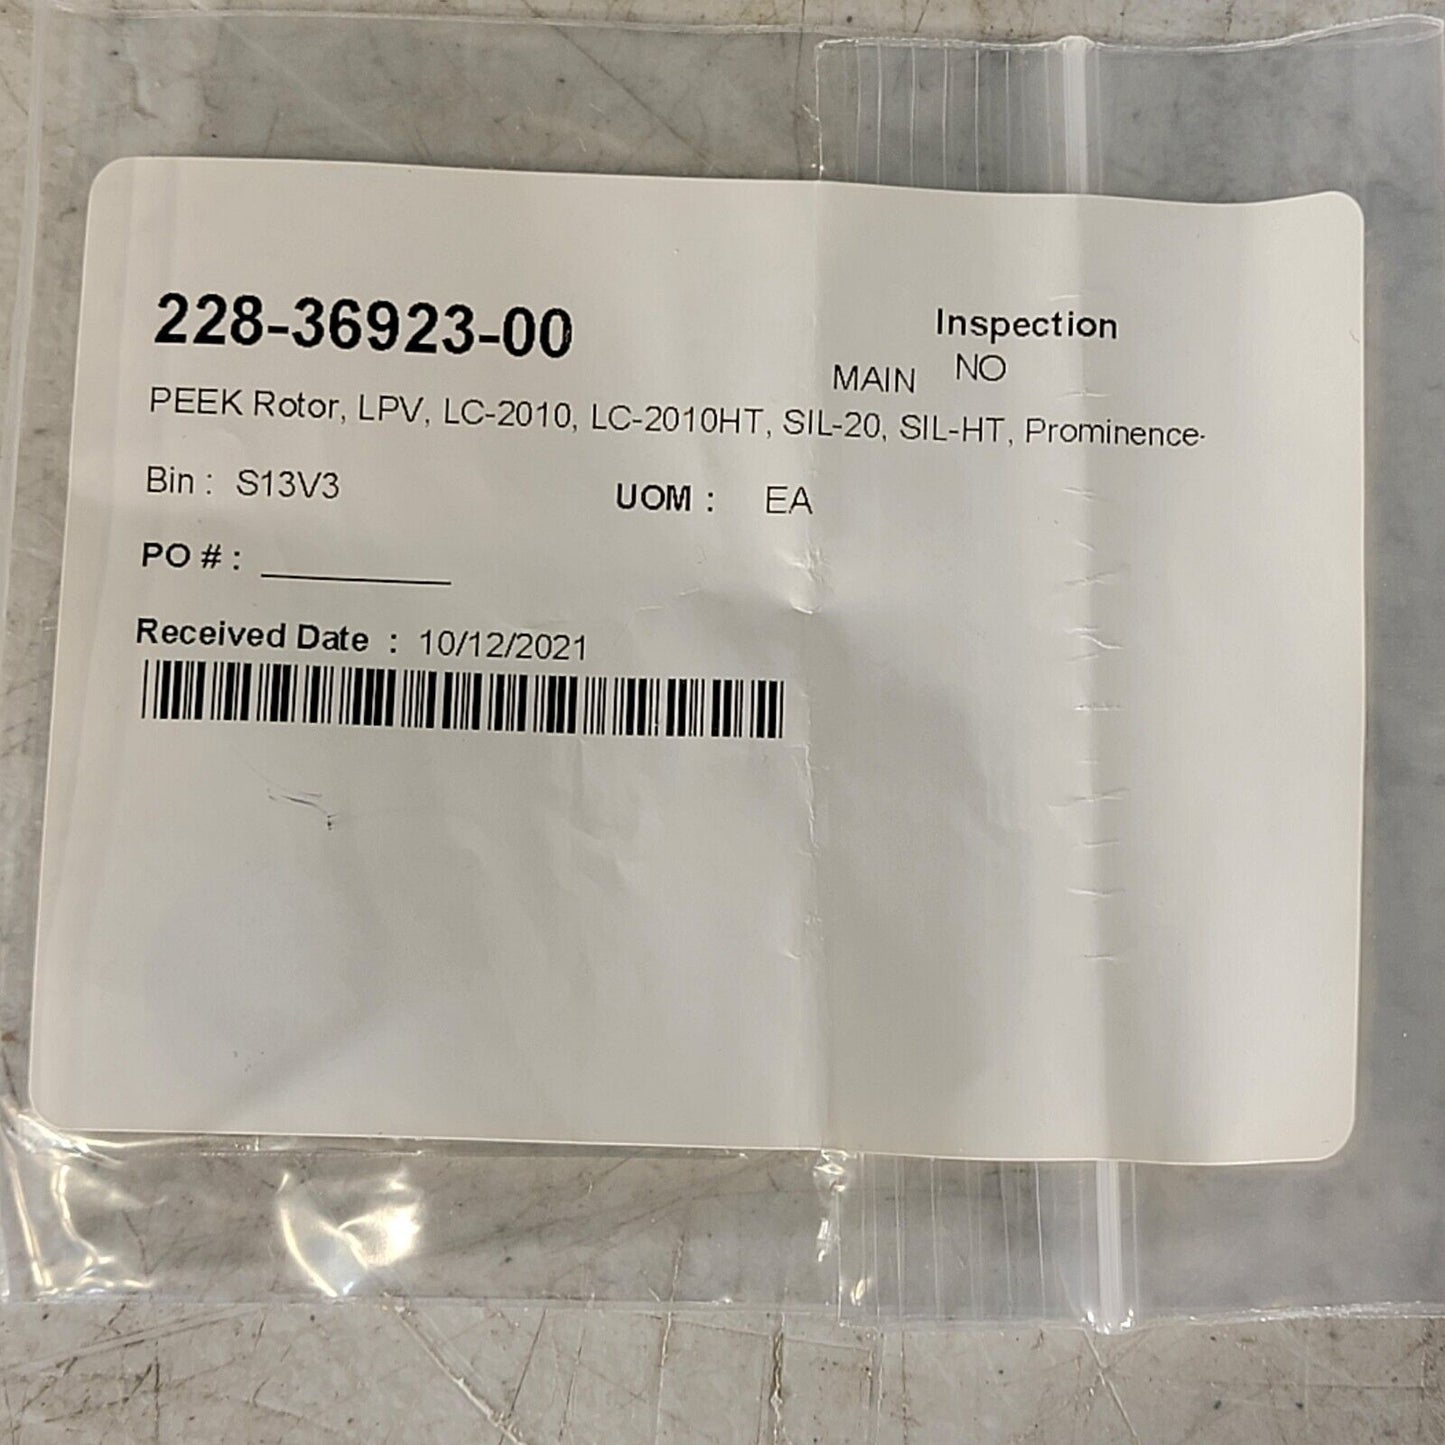 228-36923-00
Inspection
MAIN NO
PEEK Rotor, LPV, LC-2010, LC-2010HT, SIL-20, SIL-HT, Prominence-
Bin : S13V3 UOM : EA
PO # : __________
Received Date : 10/12/2021